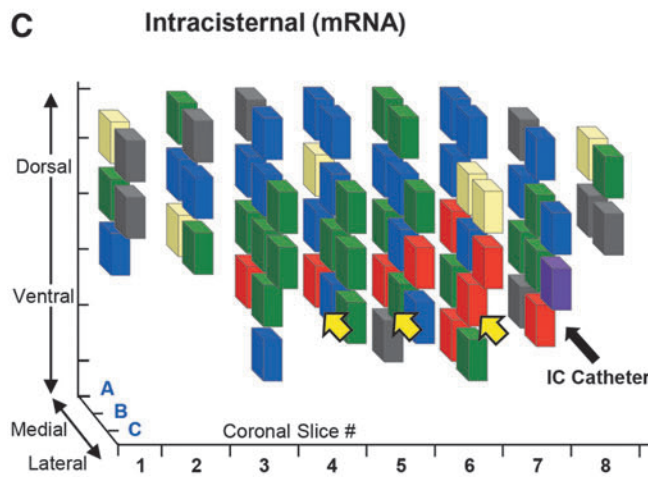 C
Intracisternal (mRNA)
Dorsal
Ventral
IC Catheter
A
B
C
Medial
Lateral
Coronal Slice #
1 2 3 4 5 6 7 8